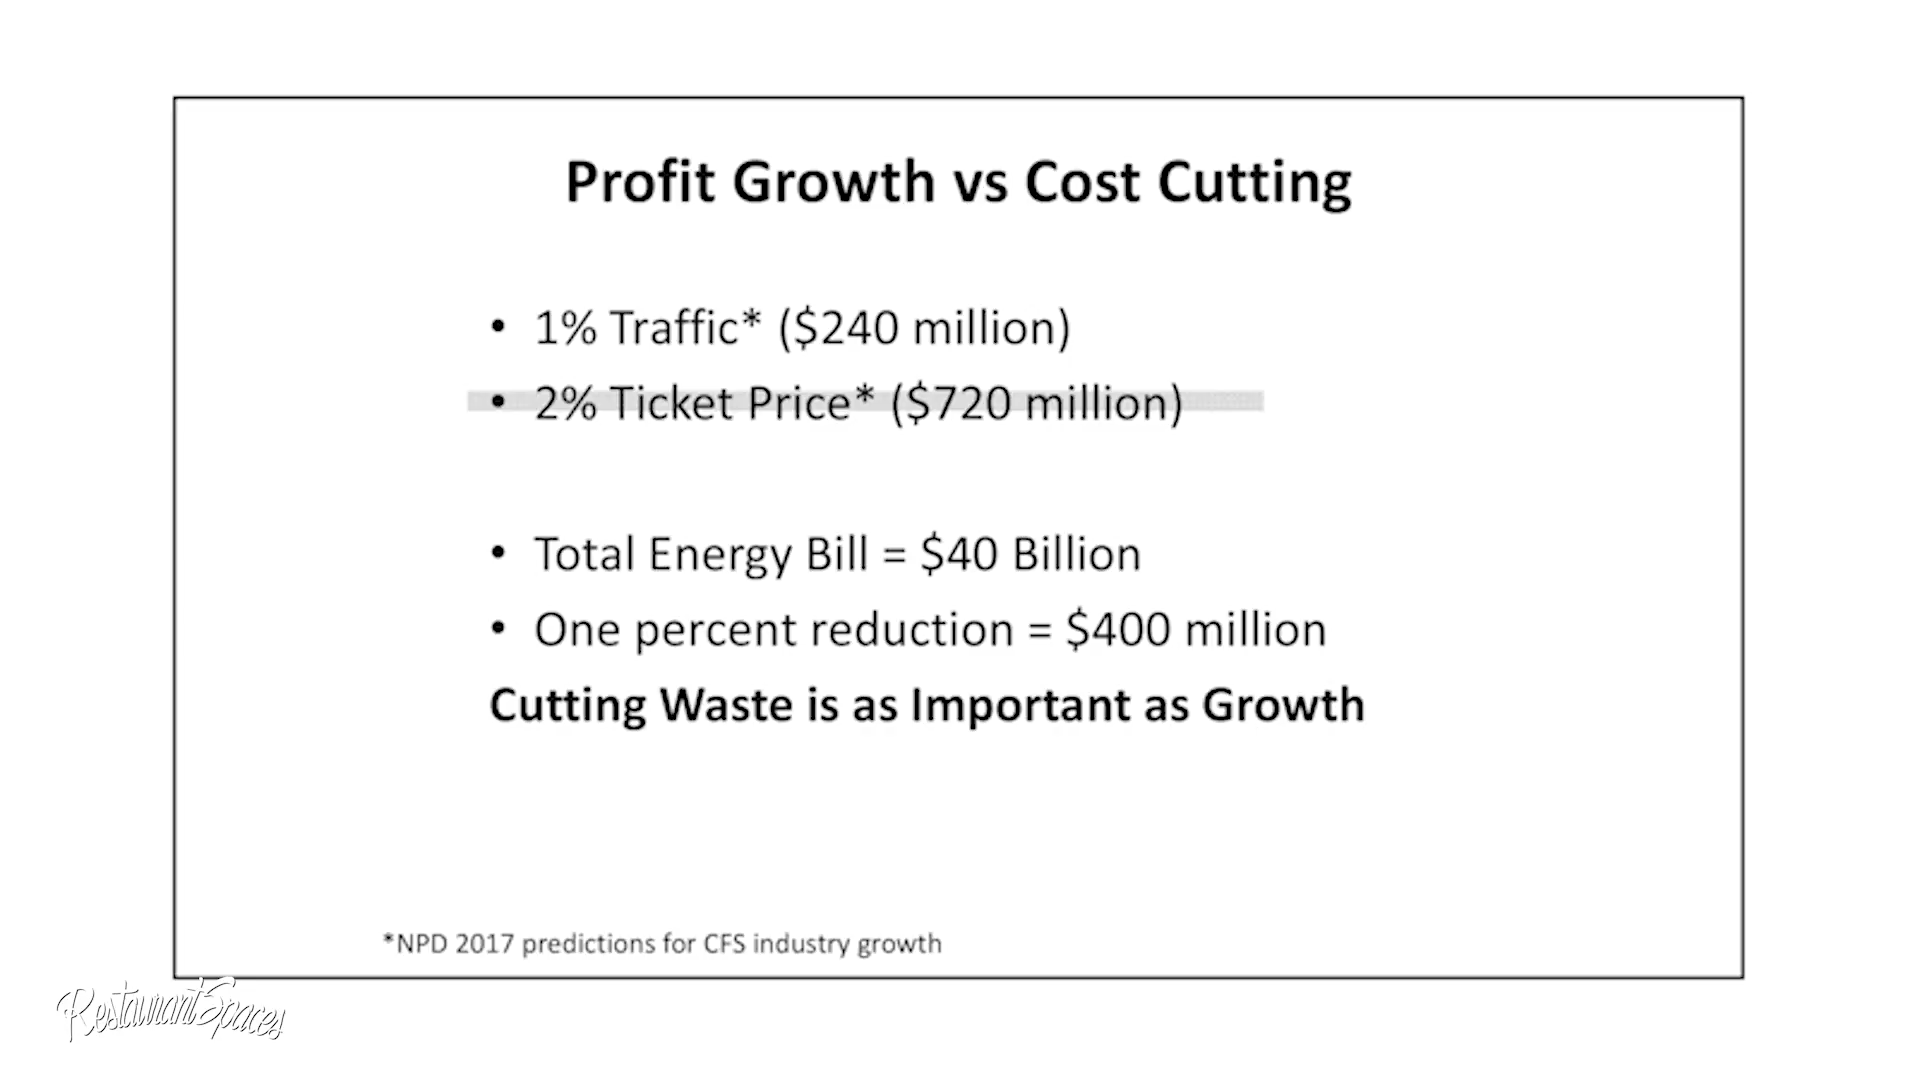 Profit Growth vs Cost Cutting
• 1% Traffic* ($240 million)
• 2% Ticket Price* ($720 million)
• Total Energy Bill = $40 Billion
• One percent reduction = $400 million
Cutting Waste is as Important as Growth
*NPD 2017 predictions for CFS industry growth
RestaurantSpaces